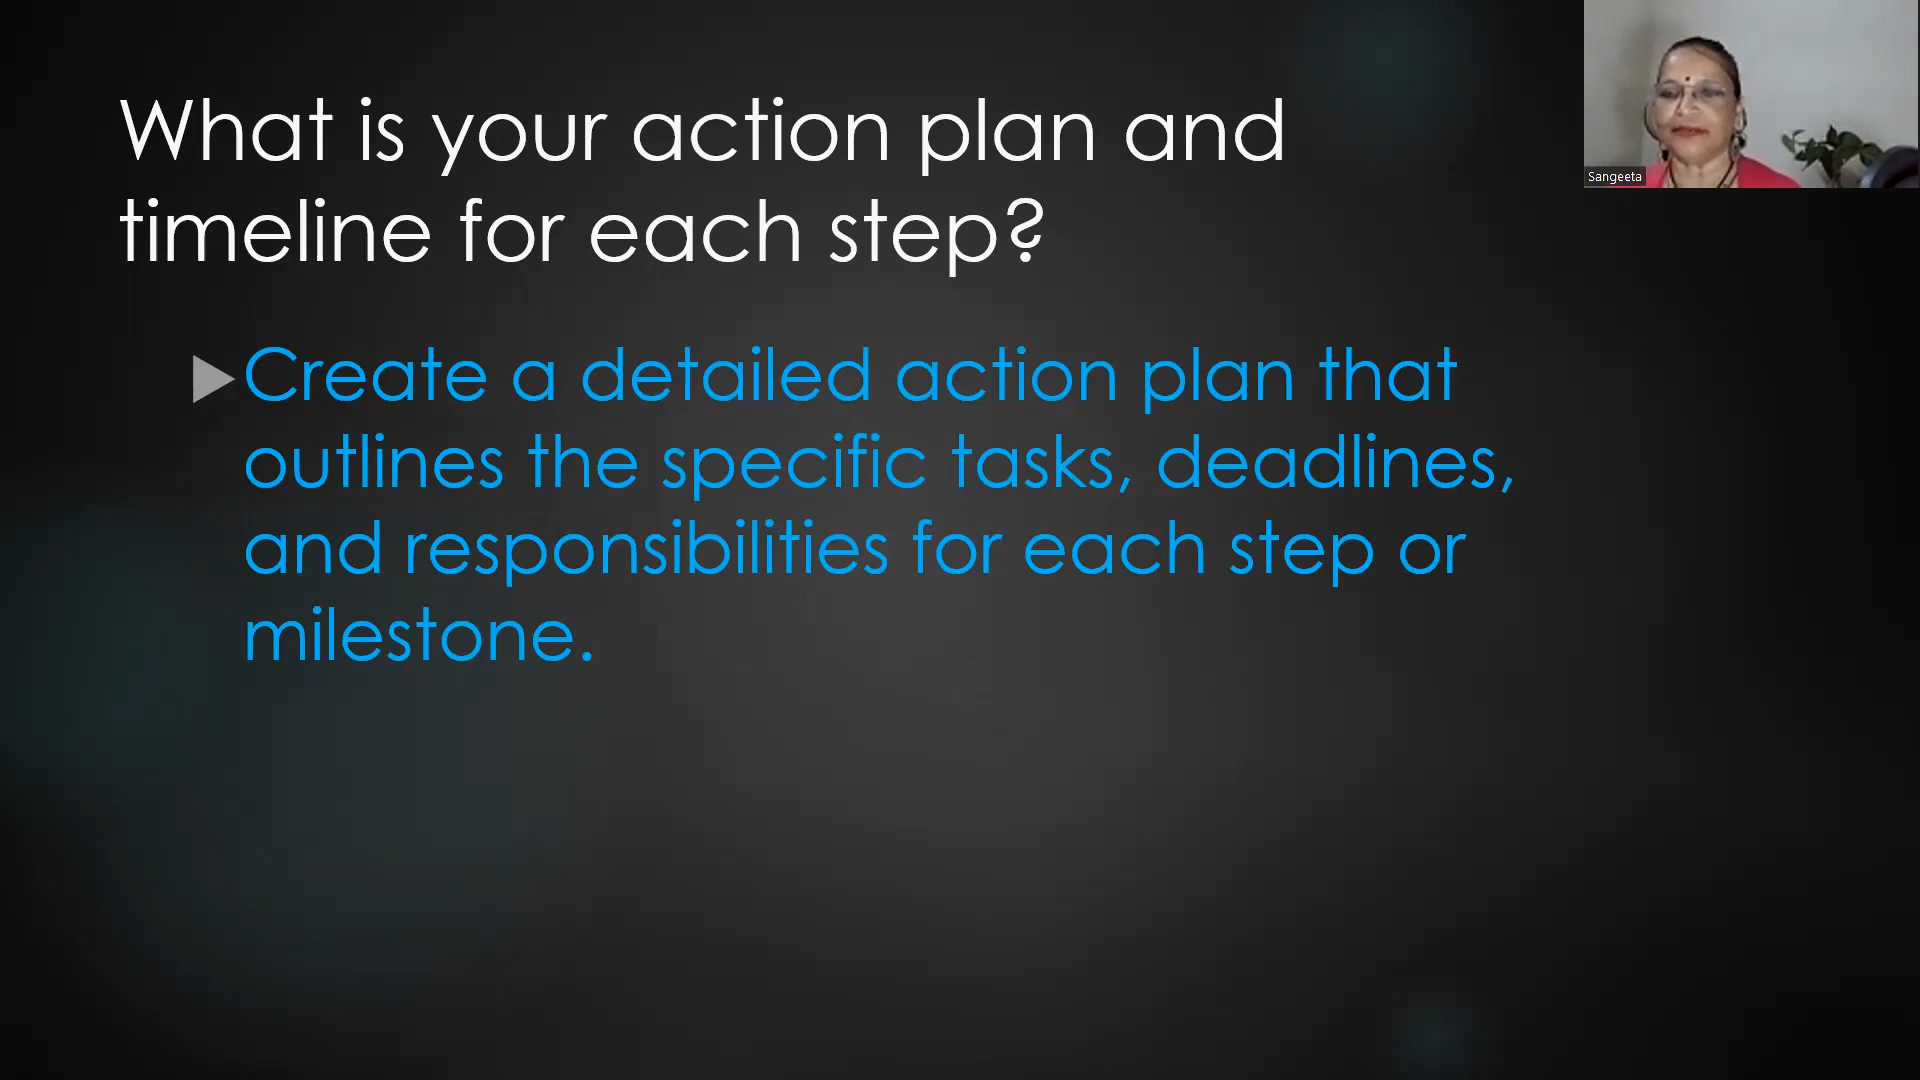 What is your action plan and
timeline for each step?
Create a detailed action plan that
outlines the specific tasks, deadlines,
and responsibilities for each step or
milestone.
Sangeeta